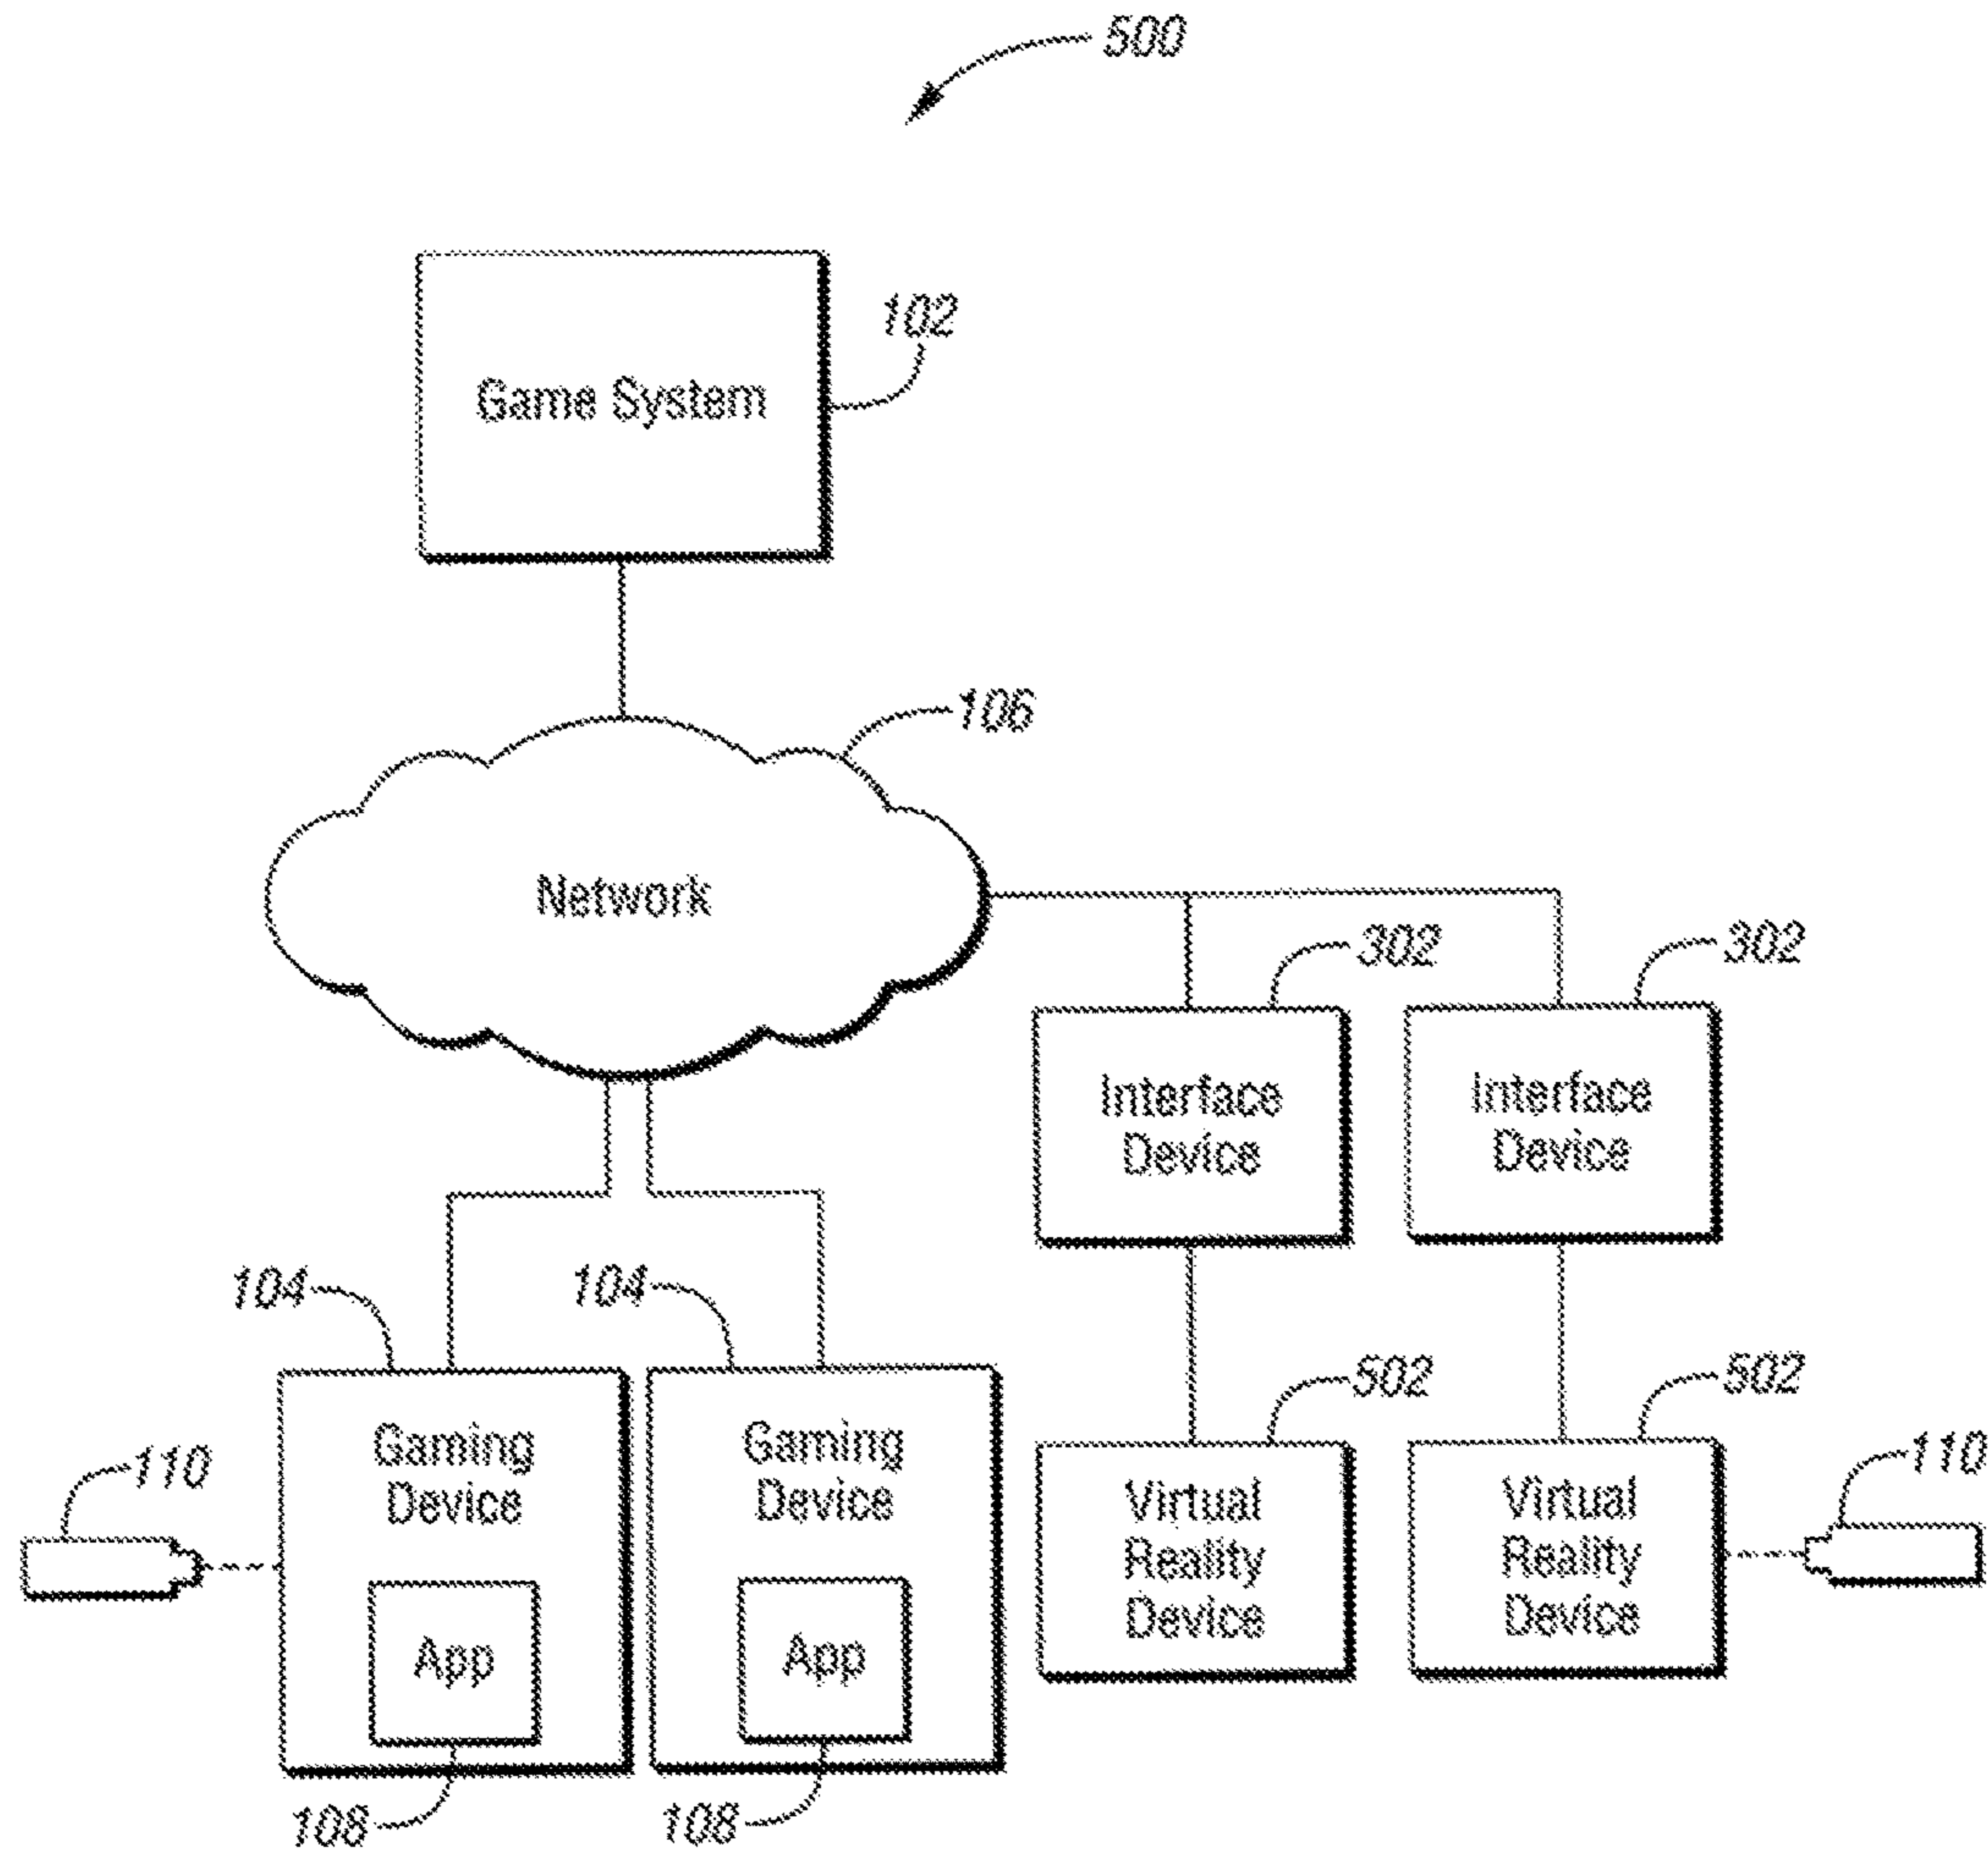 500
102
Game System
106
Network
302
302
Interface
Device
Interface
Device
104
104
502
502
110
Gaming
Device
Gaming
Device
Virtual
Reality
Device
Virtual
Reality
Device
110
App
App
108
108